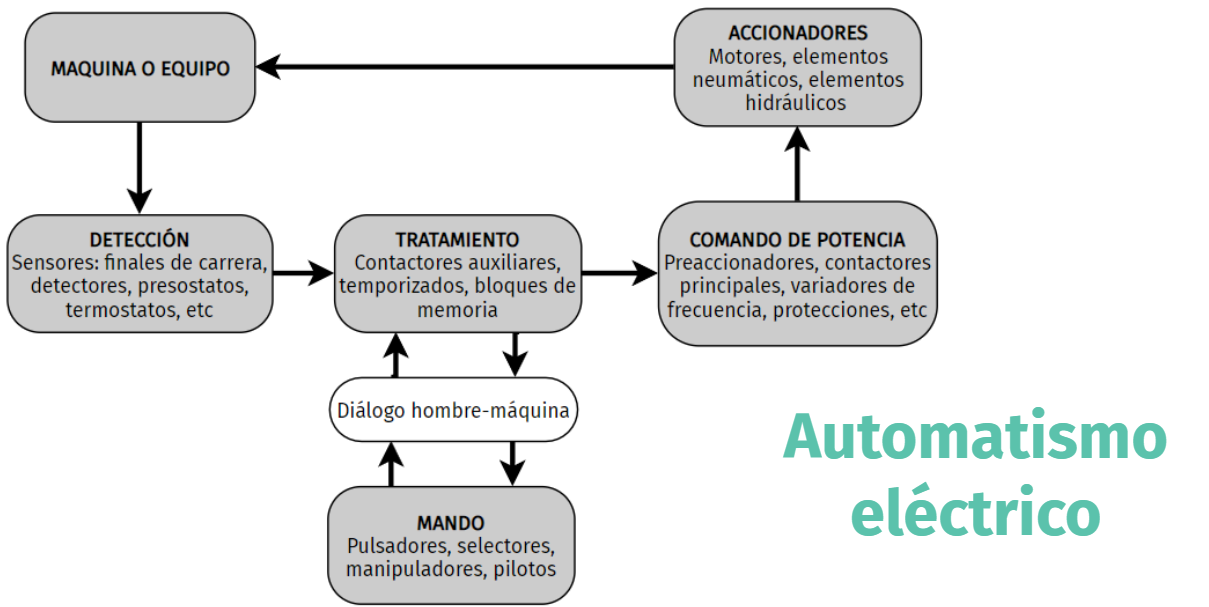 MAQUINA O EQUIPO
ACCIONADORES
Motores, elementos
neumáticos, elementos
hidráulicos
DETECCIÓN
Sensores: finales de carrera,
detectores, presostatos,
termostatos, etc
TRATAMIENTO
Contactores auxiliares,
temporizados, bloques de
memoria
COMANDO DE POTENCIA
Preaccionadores, contactores
principales, variadores de
frecuencia, protecciones, etc
Diálogo hombre-máquina
MANDO
Pulsadores, selectores,
manipuladores, pilotos
Automatismo
eléctrico